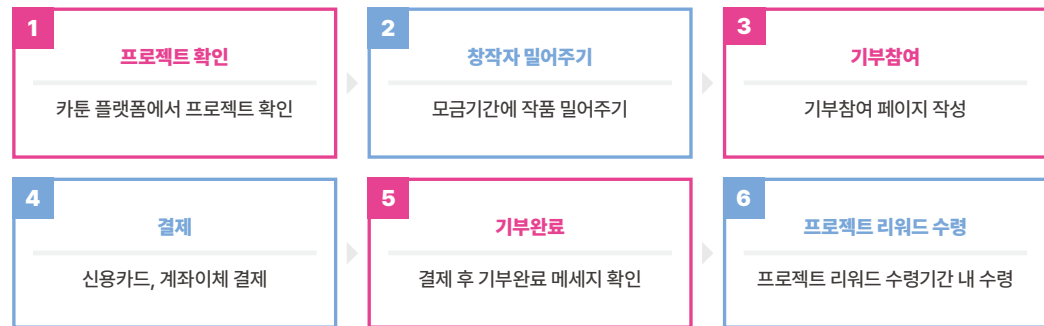 1
프로젝트 확인
카툰 플랫폼에서 프로젝트 확인
2
창작자 밀어주기
모금기간에 작품 밀어주기
3
기부참여
기부참여 페이지 작성
4
결제
신용카드, 계좌이체 결제
5
기부완료
결제 후 기부완료 메세지 확인
6
프로젝트 리워드 수령
프로젝트 리워드 수령기간 내 수령